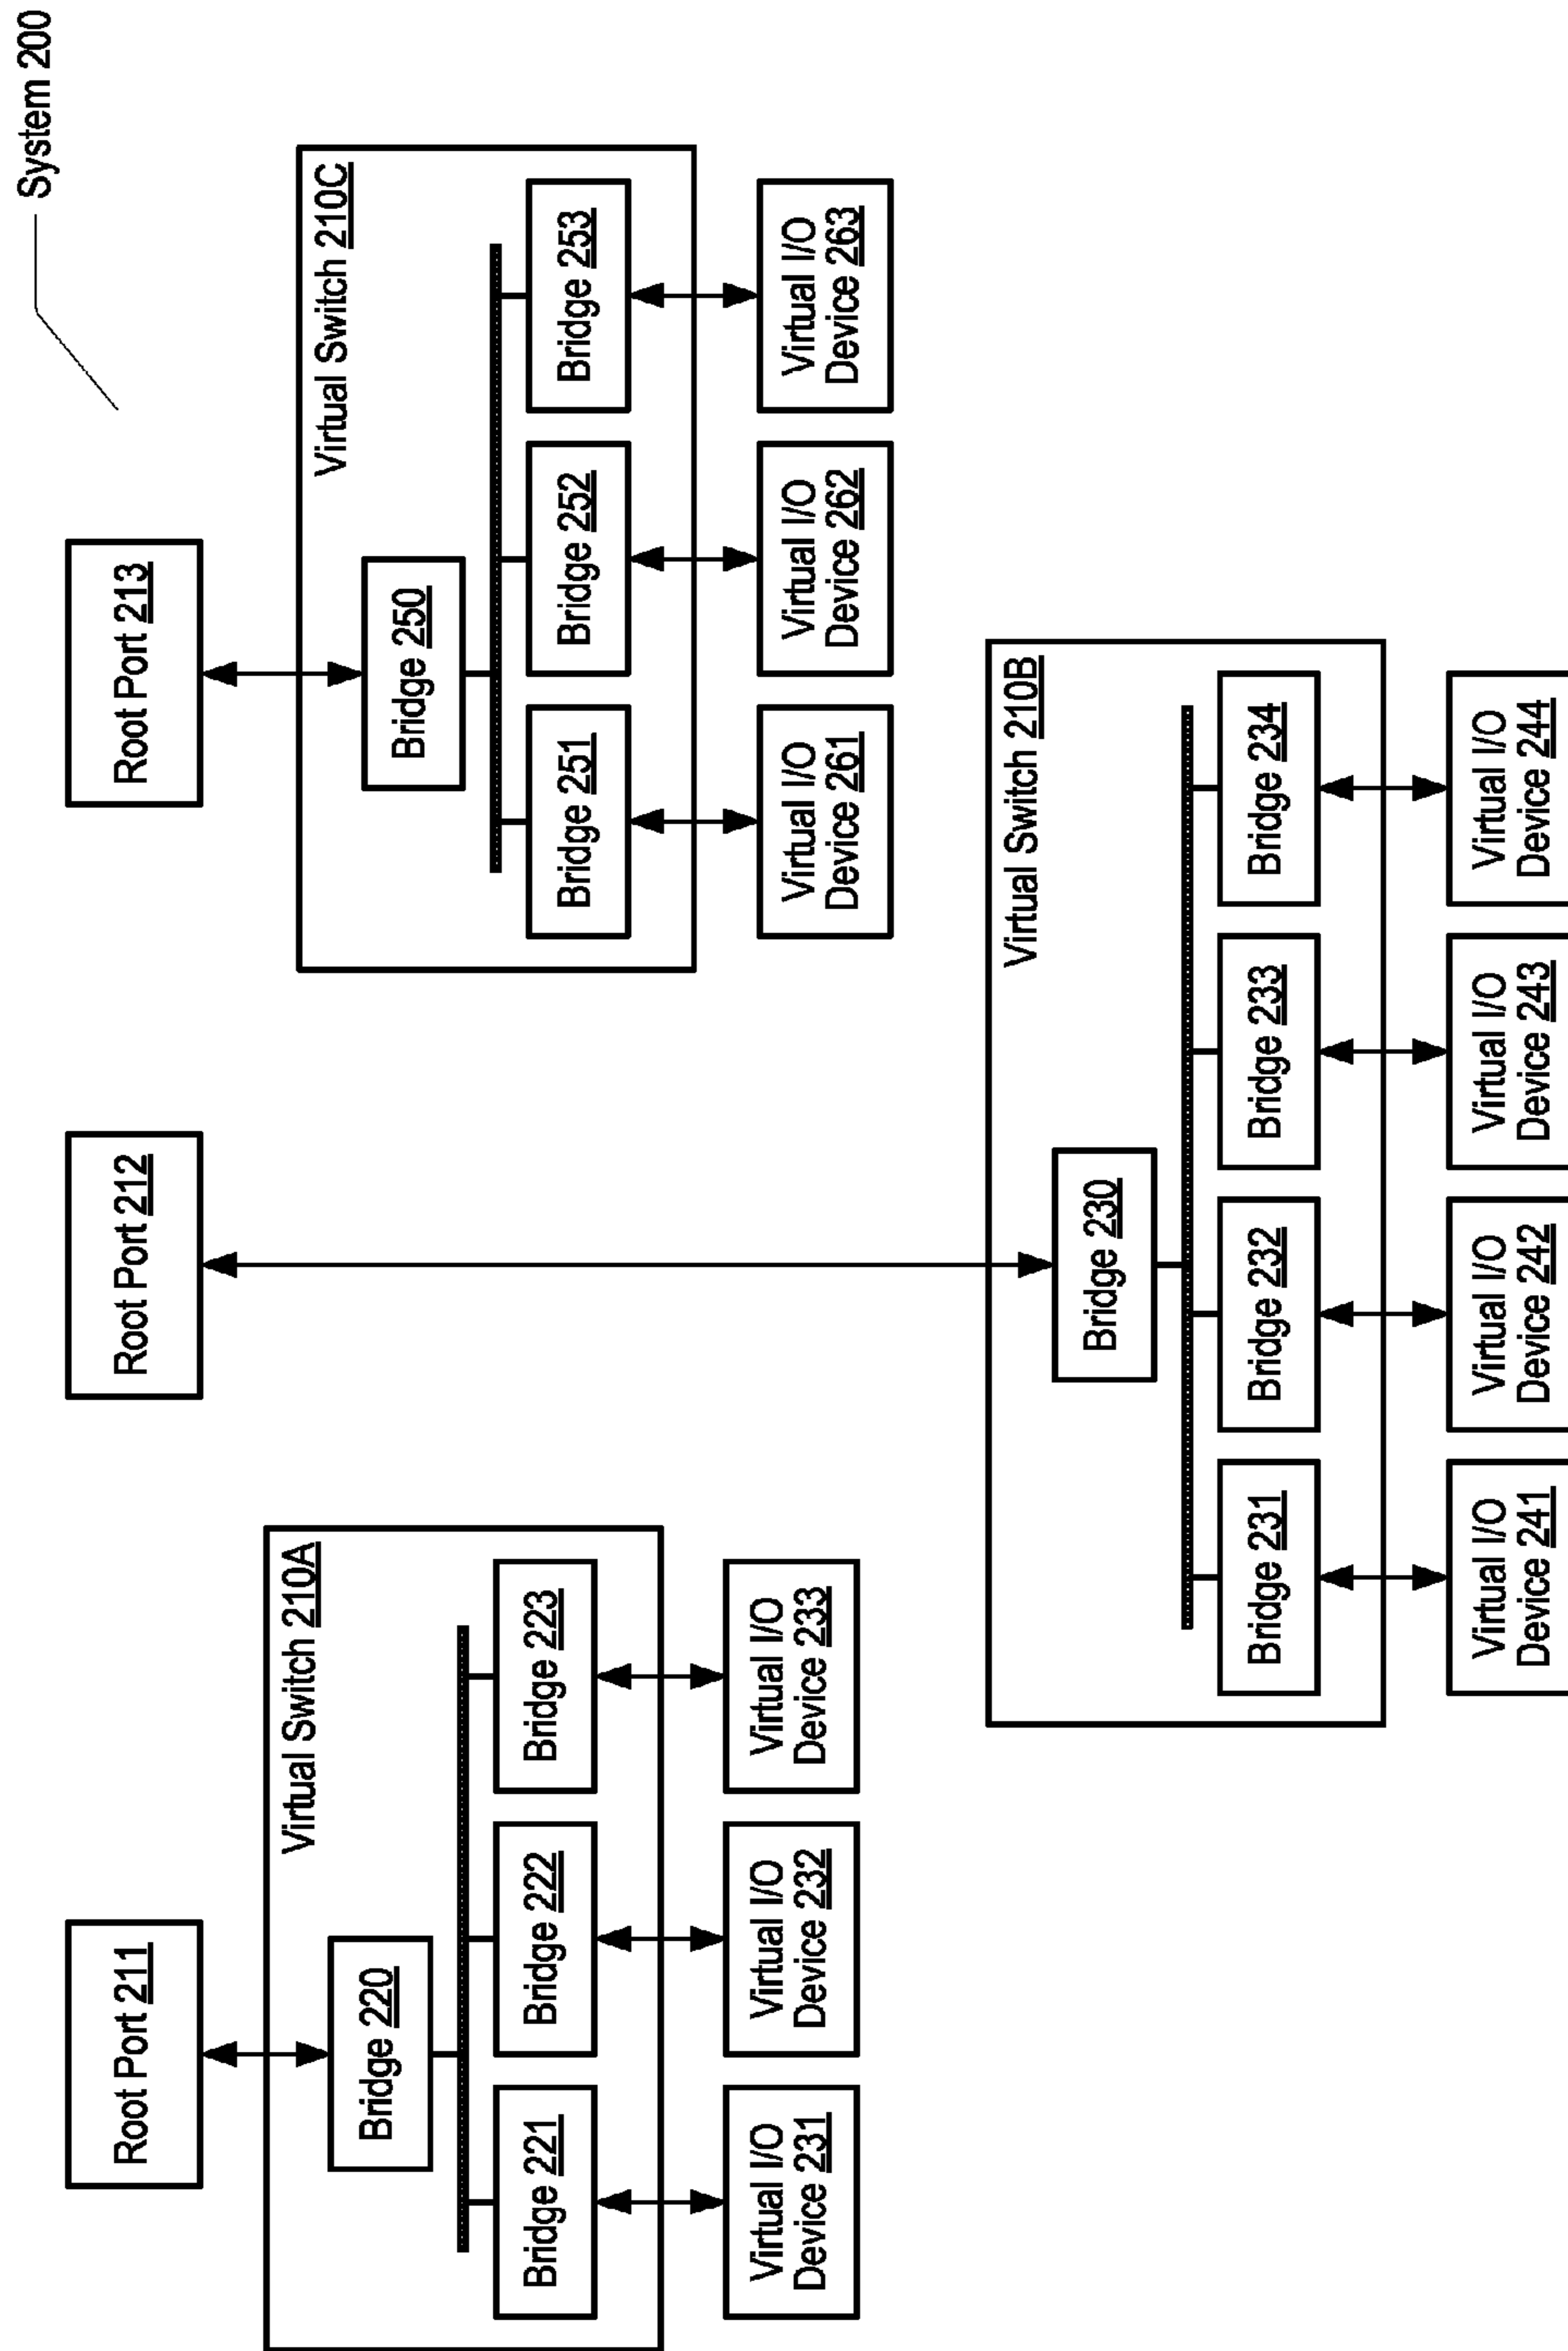 System 200
Root Port 211
Root Port 212
Root Port 213
Virtual Switch 210A
Bridge 220
Bridge 221
Bridge 222
Bridge 223
Virtual I/O
Device 231
Virtual I/O
Device 232
Virtual I/O
Device 233
Virtual Switch 210C
Bridge 250
Bridge 251
Bridge 252
Bridge 253
Virtual I/O
Device 261
Virtual I/O
Device 262
Virtual I/O
Device 263
Virtual Switch 210B
Bridge 230
Bridge 231
Bridge 232
Bridge 233
Bridge 234
Virtual I/O
Device 241
Virtual I/O
Device 242
Virtual I/O
Device 243
Virtual I/O
Device 244